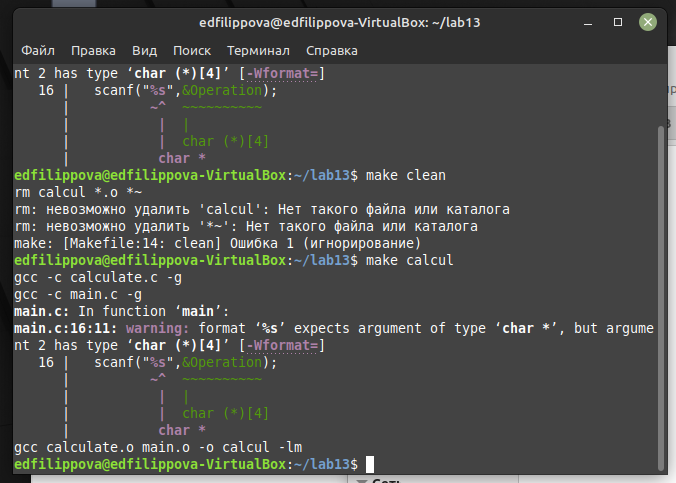 edfilippova@edfilippova-VirtualBox: ~/lab13
Файл Правка Вид Поиск Терминал Справка
nt 2 has type ‘char (*)[4]’ [-Wformat=]
   16 |   scanf("%s",&Operation);
      |          ~^  ~~~~~~~~~~
      |           |  |
      |           |  char (*)[4]
      |           char *
edfilippova@edfilippova-VirtualBox:~/lab13$ make clean
rm calcul *.o *~
rm: невозможно удалить 'calcul': Нет такого файла или каталога
rm: невозможно удалить '*~': Нет такого файла или каталога
make: [Makefile:14: clean] Ошибка 1 (игнорирование)
edfilippova@edfilippova-VirtualBox:~/lab13$ make calcul
gcc -c calculate.c -g
gcc -c main.c -g
main.c: In function ‘main’:
main.c:16:11: warning: format ‘%s’ expects argument of type ‘char *’, but argume
nt 2 has type ‘char (*)[4]’ [-Wformat=]
   16 |   scanf("%s",&Operation);
      |          ~^  ~~~~~~~~~~
      |           |  |
      |           |  char (*)[4]
      |           char *
gcc calculate.o main.o -o calcul -lm
edfilippova@edfilippova-VirtualBox:~/lab13$